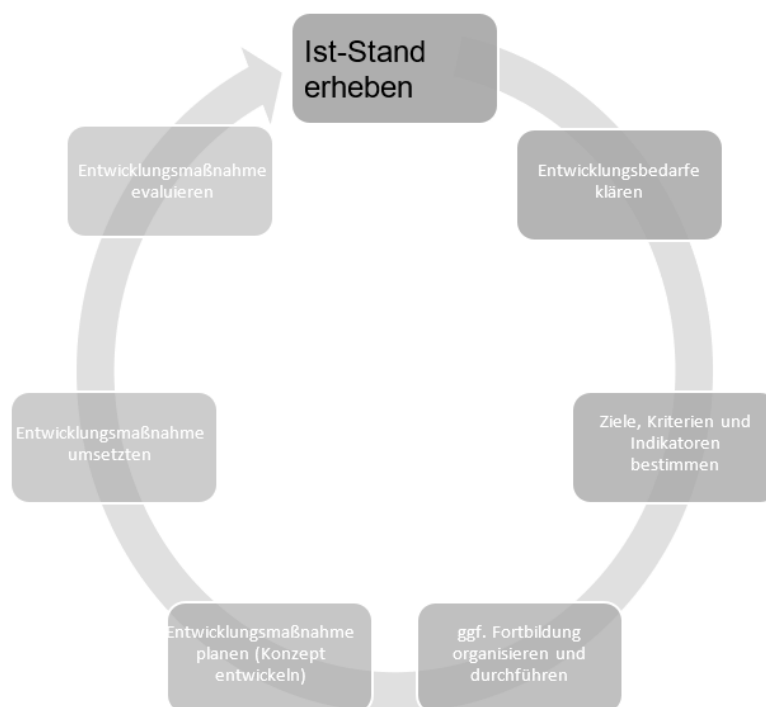 Ist-Stand
erheben
Entwicklungsbedarfe
klären
Ziele, Kriterien und
Indikatoren
bestimmen
ggf. Fortbildung
organisieren und
durchführen
Entwicklungsmaßnahme
planen (Konzept
entwickeln)
Entwicklungsmaßnahme
umsetzten
Entwicklungsmaßnahme
evaluieren